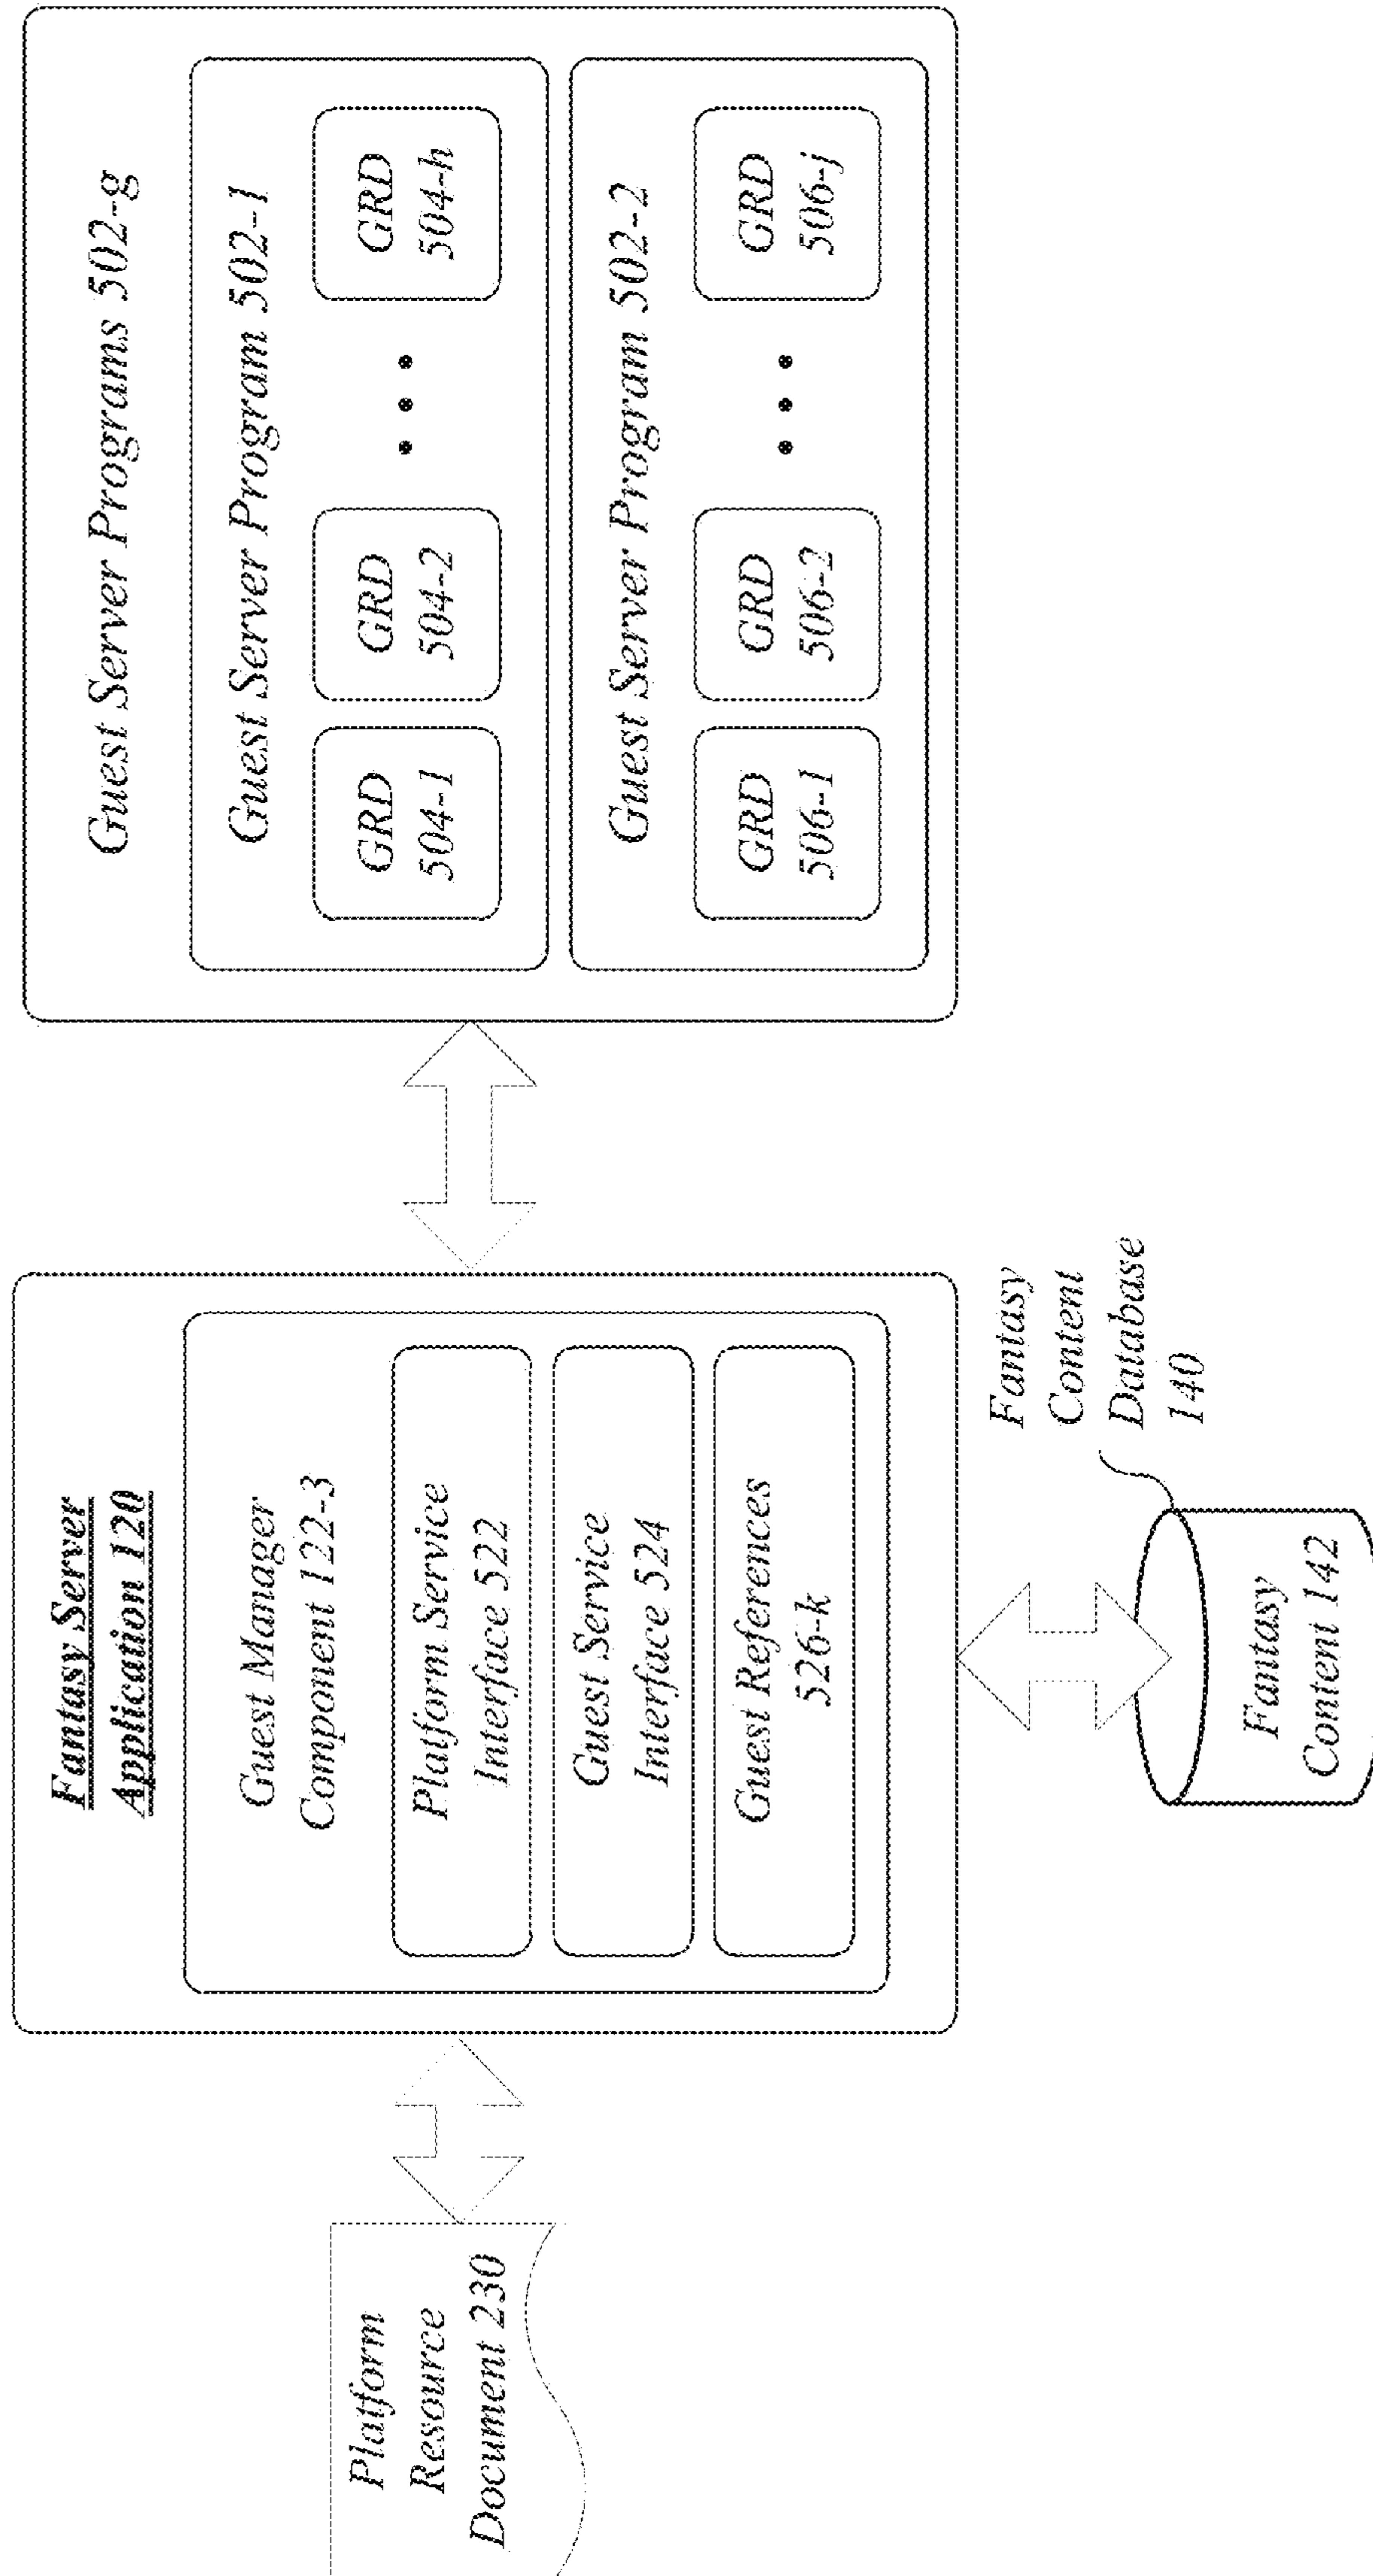 Platform
Resource
Document 230
Fantasy Server
Application 120
Guest Manager
Component 122-3
Platform Service
Interface 522
Guest Service
Interface 524
Guest References
526-k
Fantasy
Content
Database
140
Fantasy
Content 142
Guest Server Programs 502-g
Guest Server Program 502-1
GRD
504-1
GRD
504-2
• • •
GRD
504-h
Guest Server Program 502-2
GRD
506-1
GRD
506-2
• • •
GRD
506-j